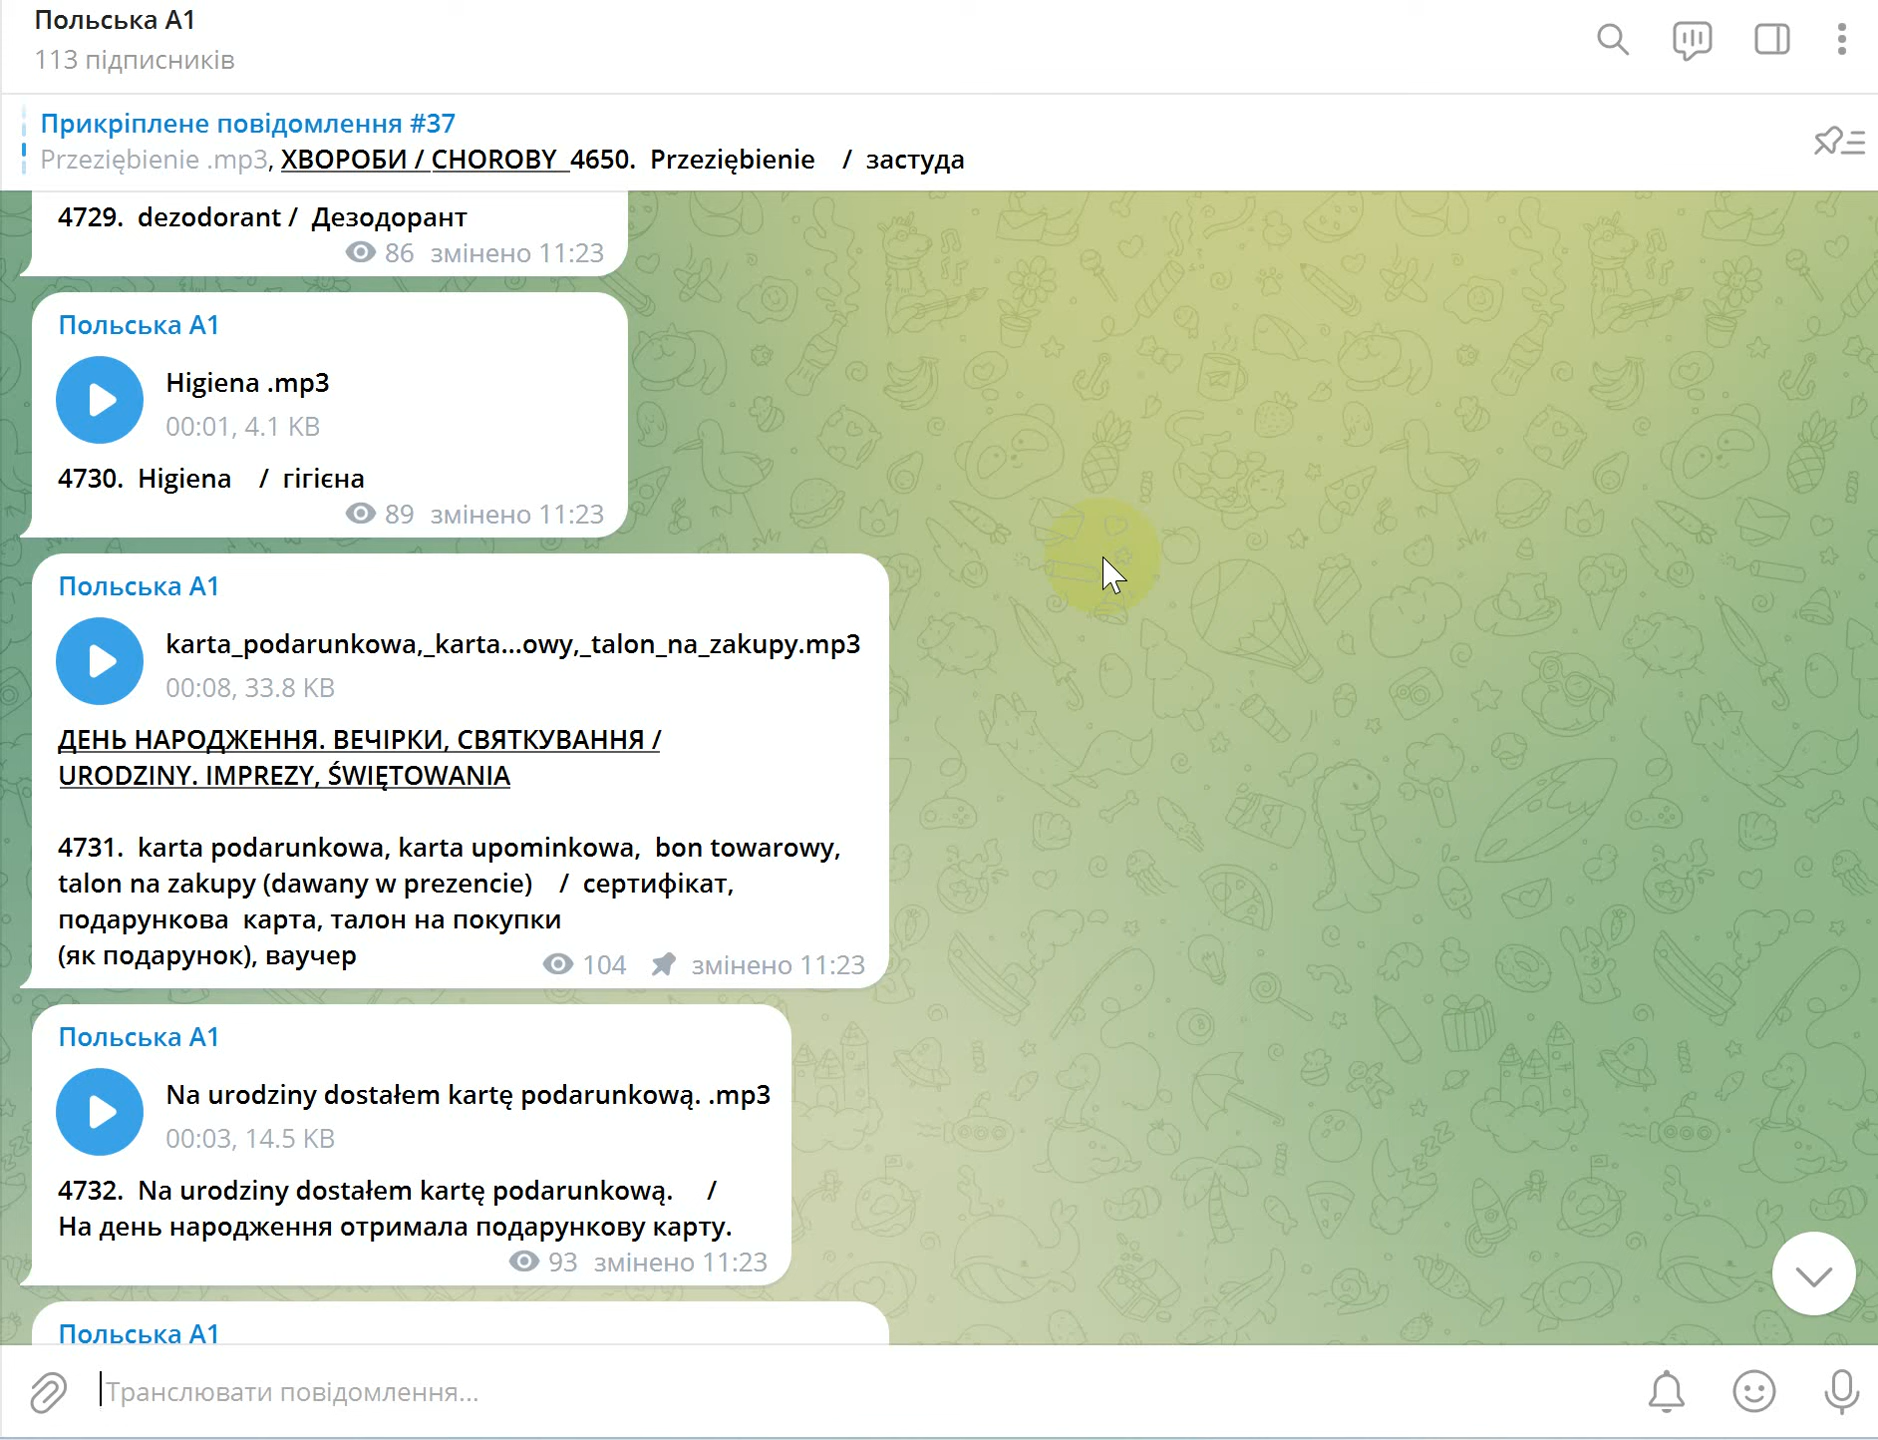 Польська A1
113 підписників
Прикріплене повідомлення #37
Przeziębienie .mp3, ХВОРОБИ / CHOROBY 4650. Przeziębienie / застуда
4729. dezodorant / Дезодорант
86 змінено 11:23
Польська A1
Higiena .mp3
00:01, 4.1 KB
4730. Higiena / гігієна
89 змінено 11:23
Польська A1
karta_podarunkowa,_karta...owy,_talon_na_zakupy.mp3
00:08, 33.8 KB
ДЕНЬ НАРОДЖЕННЯ. ВЕЧІРКИ, СВЯТКУВАННЯ /
URODZINY. IMPREZY, ŚWIĘTOWANIA
4731. karta podarunkowa, karta upominkowa, bon towarowy,
talon na zakupy (dawany w prezencie) / сертифікат,
подарункова карта, талон на покупки
(як подарунок), ваучер
104 змінено 11:23
Польська A1
Na urodziny dostałem kartę podarunkową. .mp3
00:03, 14.5 KB
4732. Na urodziny dostałem kartę podarunkową. /
На день народження отримала подарункову карту.
93 змінено 11:23
Польська A1
Транслювати повідомлення...